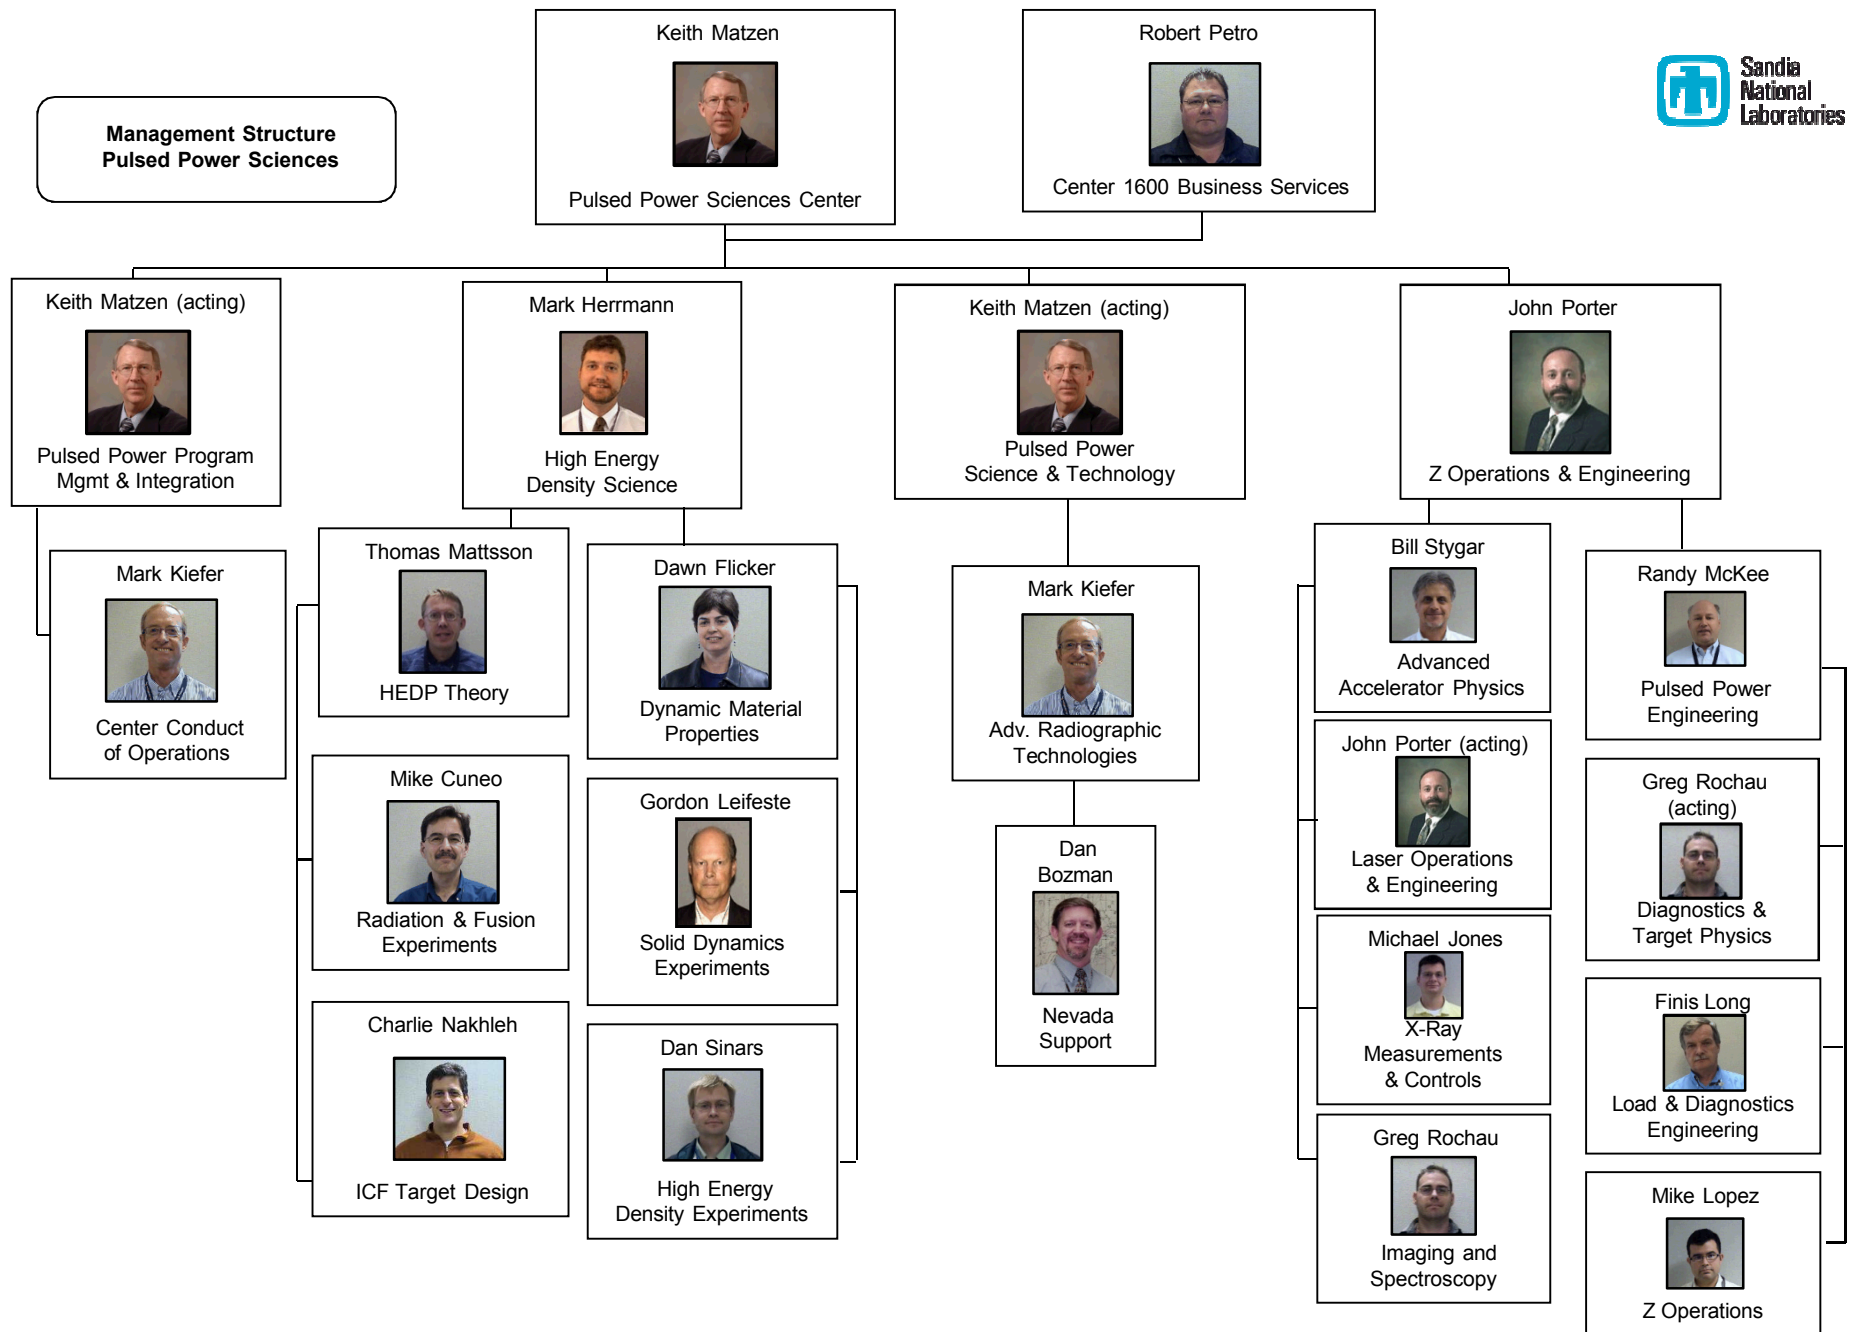 Keith Matzen
Pulsed Power Sciences Center
Robert Petro
Center 1600 Business Services
Sandia
National
Laboratories
Management Structure
Pulsed Power Sciences
Keith Matzen (acting)
Pulsed Power Program
Mgmt & Integration
Mark Herrmann
High Energy
Density Science
Keith Matzen (acting)
Pulsed Power
Science & Technology
John Porter
Z Operations & Engineering
Mark Kiefer
Center Conduct
of Operations
Thomas Mattsson
HEDP Theory
Mike Cuneo
Radiation & Fusion
Experiments
Charlie Nakhleh
ICF Target Design
Dawn Flicker
Dynamic Material
Properties
Gordon Leifeste
Solid Dynamics
Experiments
Dan Sinars
High Energy
Density Experiments
Mark Kiefer
Adv. Radiographic
Technologies
Dan
Bozman
Nevada
Support
Bill Stygar
Advanced
Accelerator Physics
John Porter (acting)
Laser Operations
& Engineering
Michael Jones
X-Ray
Measurements
& Controls
Greg Rochau
Imaging and
Spectroscopy
Randy McKee
Pulsed Power
Engineering
Greg Rochau
(acting)
Diagnostics &
Target Physics
Finis Long
Load & Diagnostics
Engineering
Mike Lopez
Z Operations